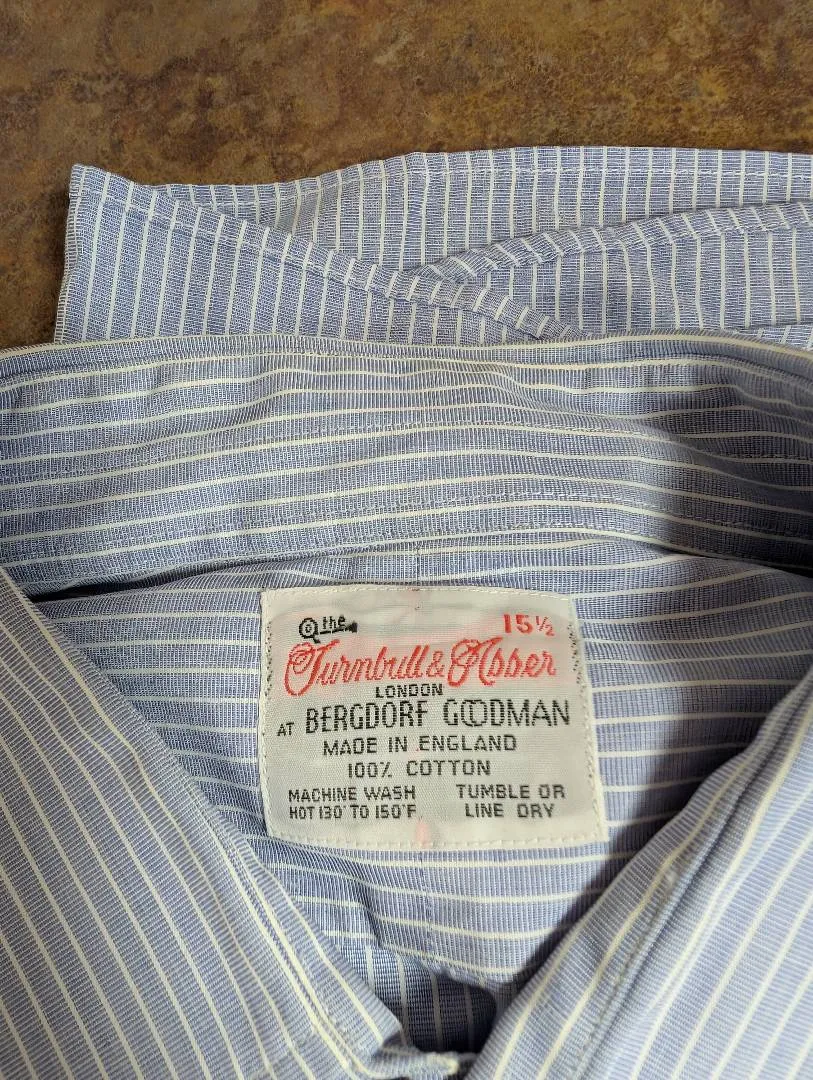 the 15½
Turnbull & Asser
LONDON
AT BERGDORF GOODMAN
MADE IN ENGLAND
100% COTTON
MACHINE WASH TUMBLE OR
HOT 130° TO 150°F LINE DRY